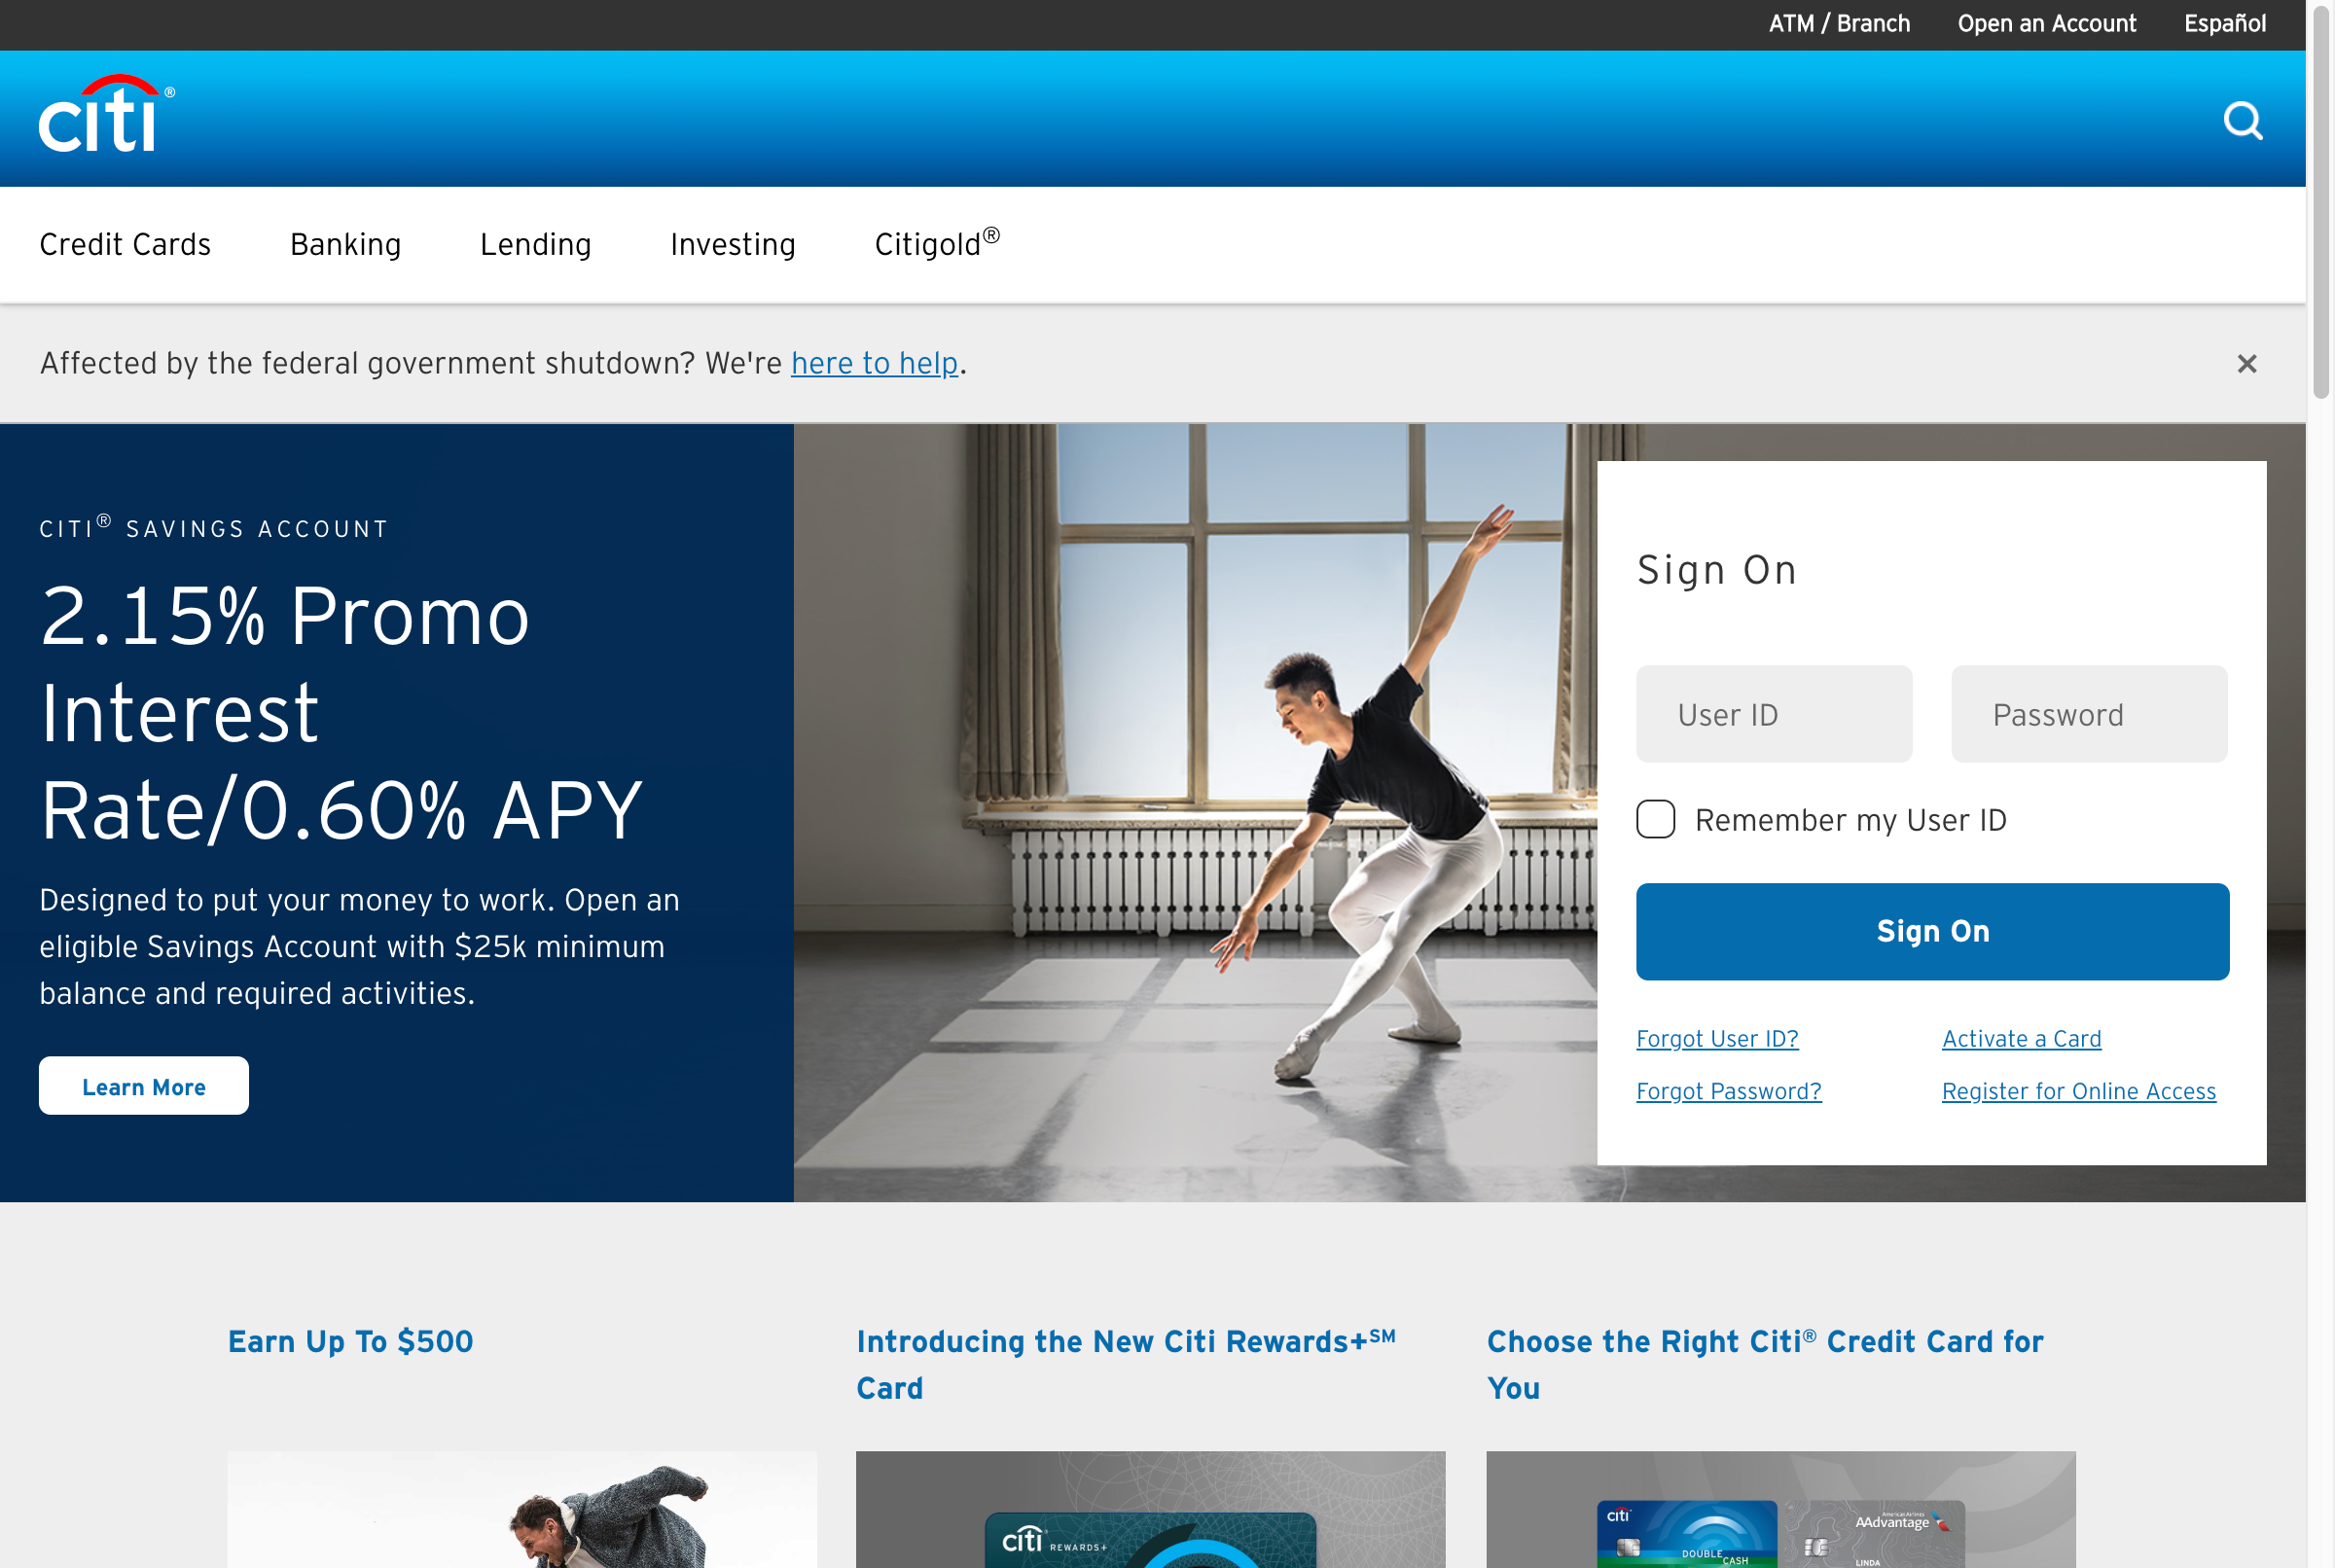 ATM / Branch Open an Account Español
citi®
Credit Cards Banking Lending Investing Citigold®
Affected by the federal government shutdown? We're here to help.
×
CITI® SAVINGS ACCOUNT
2.15% Promo
Interest
Rate/0.60% APY
Designed to put your money to work. Open an
eligible Savings Account with $25k minimum
balance and required activities.
Learn More
Sign On
User ID Password
Remember my User ID
Sign On
Forgot User ID? Activate a Card
Forgot Password? Register for Online Access
Earn Up To $500
Introducing the New Citi Rewards+℠
Card
Choose the Right Citi® Credit Card for
You
citi® REWARDS+
citi®
DOUBLE
CASH
American Airlines
AAdvantage
LINDA